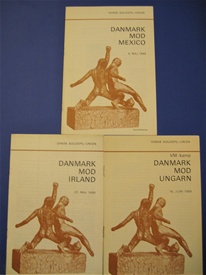 DANSK BOLDSPIL-UNION
DANMARK
MOD
MEXICO
DANSK BOLDSPIL-UNION
DANMARK
MOD
IRLAND
DANSK BOLDSPIL-UNION
VM kamp
DANMARK
MOD
UNGARN